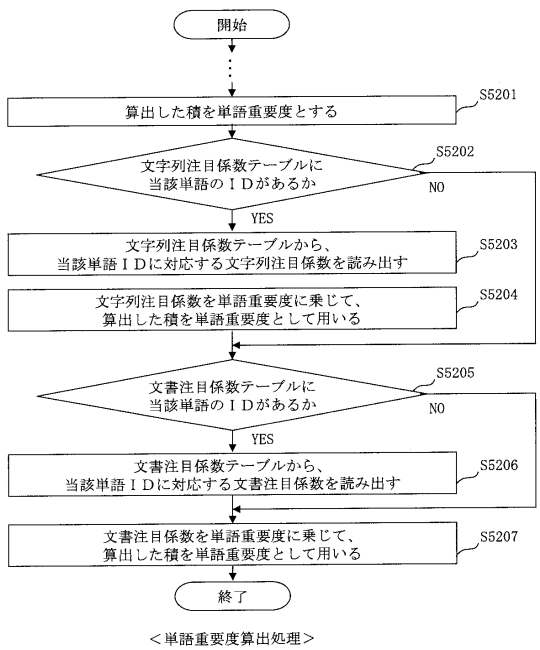 開始
S5201
算出した積を単語重要度とする
S5202
文字列注目係数テーブルに
当該単語のIDがあるか
NO
YES
S5203
文字列注目係数テーブルから、
当該単語IDに対応する文字列注目係数を読み出す
S5204
文字列注目係数を単語重要度に乗じて、
算出した積を単語重要度として用いる
S5205
文書注目係数テーブルに
当該単語のIDがあるか
NO
YES
S5206
文書注目係数テーブルから、
当該単語IDに対応する文書注目係数を読み出す
S5207
文書注目係数を単語重要度に乗じて、
算出した積を単語重要度として用いる
終了
<単語重要度算出処理>